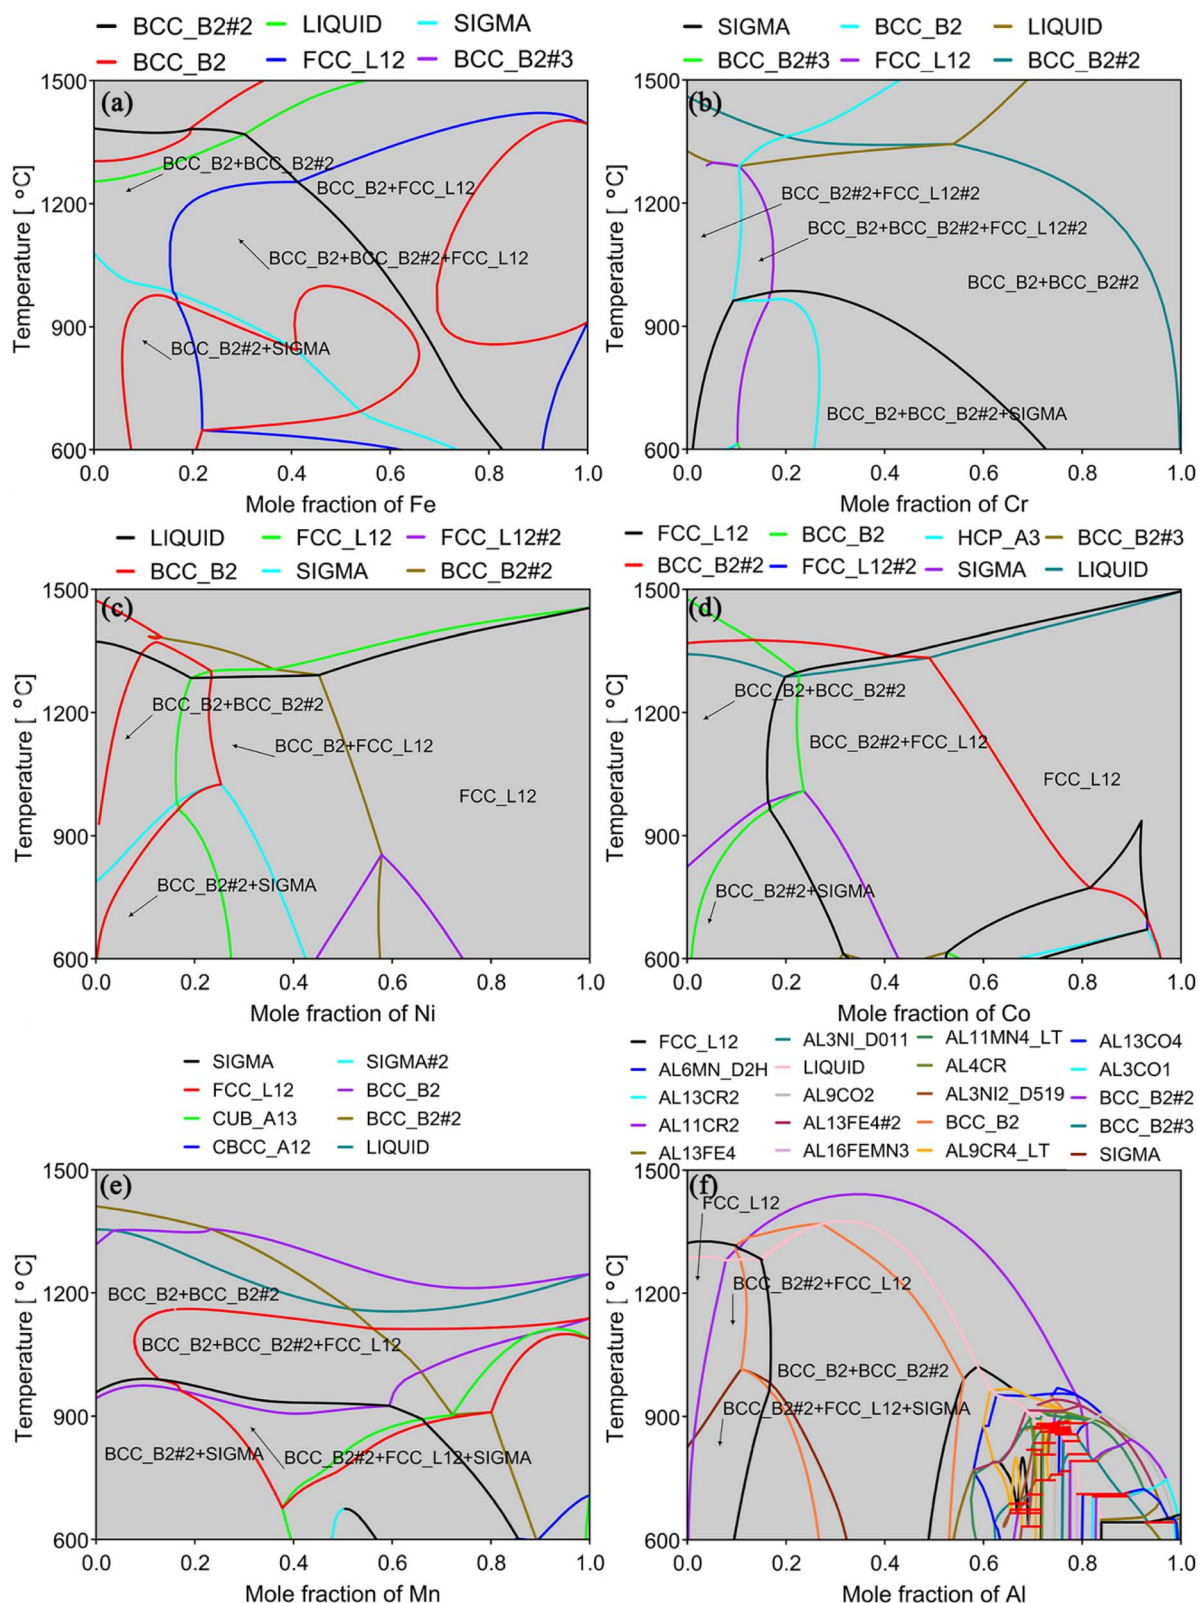 BCC_B2#2 LIQUID SIGMA
BCC_B2 FCC_L12 BCC_B2#3
1500
1200
900
600
Temperature [ °C]
(a)
BCC_B2+BCC_B2#2
BCC_B2+FCC_L12
BCC_B2+BCC_B2#2+FCC_L12
BCC_B2#2+SIGMA
0.0 0.2 0.4 0.6 0.8 1.0
Mole fraction of Fe
SIGMA BCC_B2 LIQUID
BCC_B2#3 FCC_L12 BCC_B2#2
1500
1200
900
600
Temperature [ °C]
(b)
BCC_B2#2+FCC_L12#2
BCC_B2+BCC_B2#2+FCC_L12#2
BCC_B2+BCC_B2#2
BCC_B2+BCC_B2#2+SIGMA
0.0 0.2 0.4 0.6 0.8 1.0
Mole fraction of Cr
LIQUID FCC_L12 FCC_L12#2
BCC_B2 SIGMA BCC_B2#2
1500
1200
900
600
Temperature [ °C]
(c)
BCC_B2+BCC_B2#2
BCC_B2+FCC_L12
FCC_L12
BCC_B2#2+SIGMA
0.0 0.2 0.4 0.6 0.8 1.0
Mole fraction of Ni
FCC_L12 BCC_B2 HCP_A3 BCC_B2#3
BCC_B2#2 FCC_L12#2 SIGMA LIQUID
1500
1200
900
600
Temperature [ °C]
(d)
BCC_B2+BCC_B2#2
BCC_B2#2+FCC_L12
FCC_L12
BCC_B2#2+SIGMA
0.0 0.2 0.4 0.6 0.8 1.0
Mole fraction of Co
SIGMA SIGMA#2
FCC_L12 BCC_B2
CUB_A13 BCC_B2#2
CBCC_A12 LIQUID
1500
1200
900
600
Temperature [ °C]
(e)
BCC_B2+BCC_B2#2
BCC_B2+BCC_B2#2+FCC_L12
BCC_B2#2+SIGMA
BCC_B2#2+FCC_L12+SIGMA
0.0 0.2 0.4 0.6 0.8 1.0
Mole fraction of Mn
FCC_L12 AL3NI_D011 AL11MN4_LT AL13CO4
AL6MN_D2H LIQUID AL4CR AL3CO1
AL13CR2 AL9CO2 AL3NI2_D519 BCC_B2#2
AL11CR2 AL13FE4#2 BCC_B2 BCC_B2#3
AL13FE4 AL16FEMN3 AL9CR4_LT SIGMA
1500
1200
900
600
Temperature [ °C]
(f)
FCC_L12
BCC_B2#2+FCC_L12
BCC_B2+BCC_B2#2
BCC_B2#2+FCC_L12+SIGMA
0.0 0.2 0.4 0.6 0.8 1.0
Mole fraction of Al